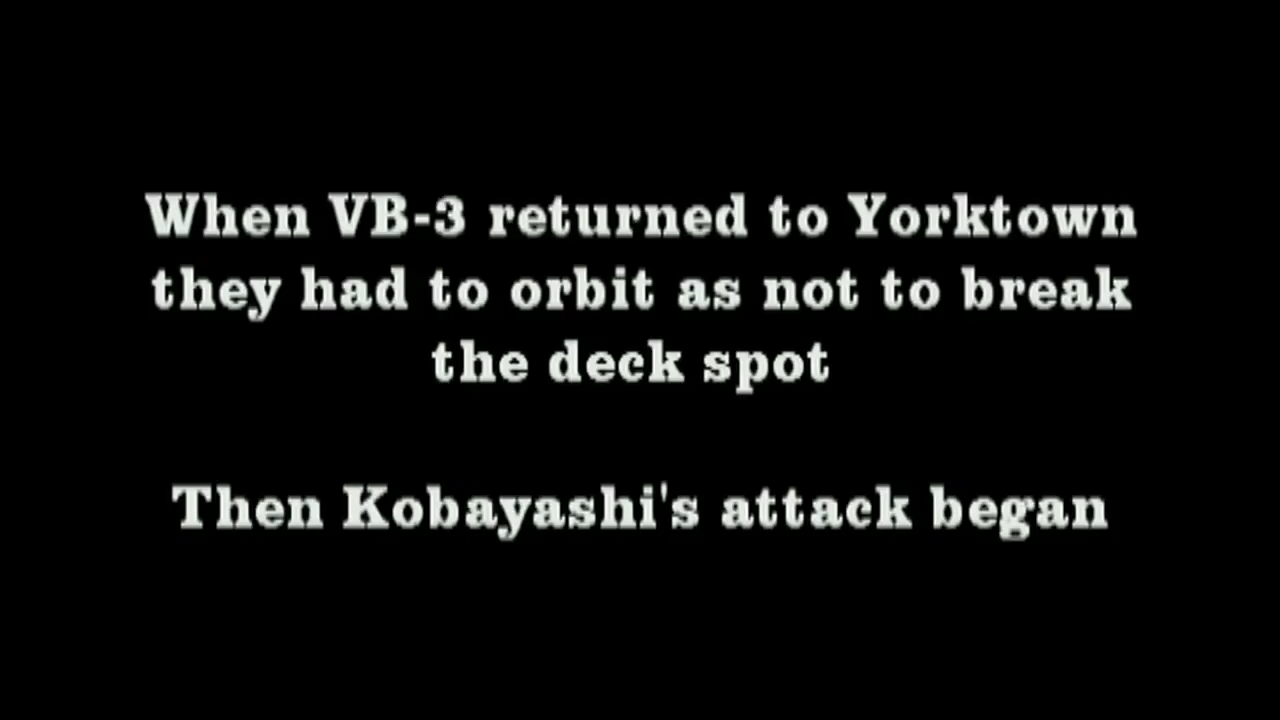 When VB-3 returned to Yorktown
they had to orbit as not to break
the deck spot
Then Kobayashi's attack began